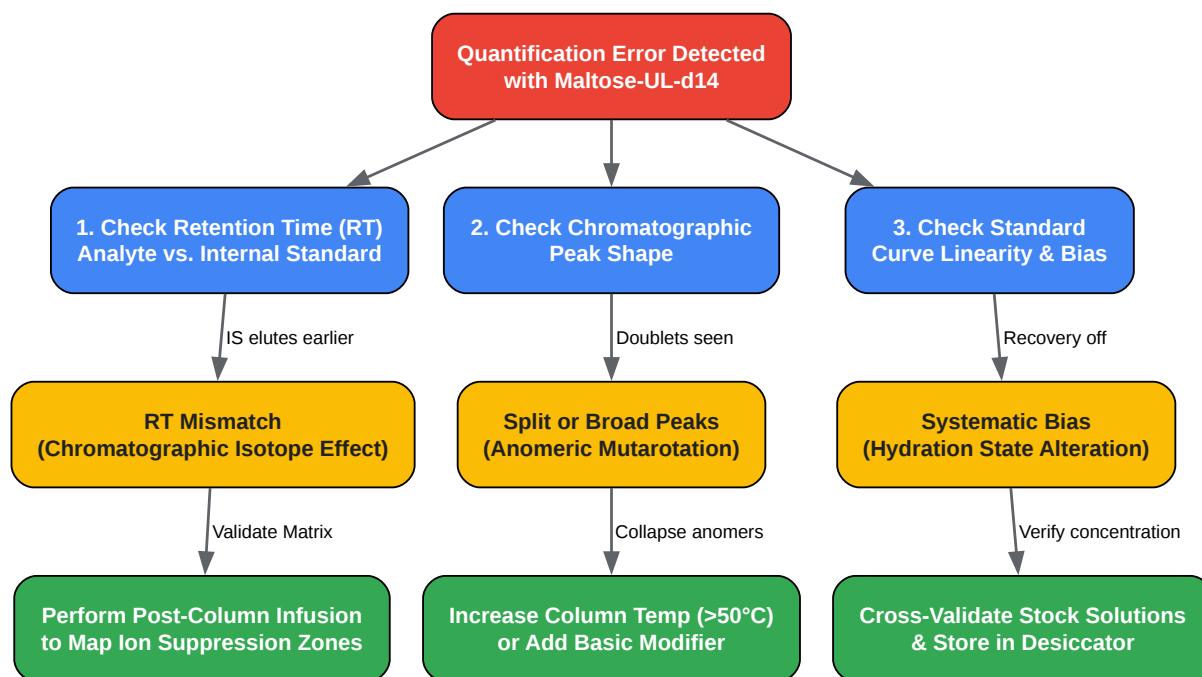 Quantification Error Detected
with Maltose-UL-d14
1. Check Retention Time (RT)
Analyte vs. Internal Standard
2. Check Chromatographic
Peak Shape
3. Check Standard
Curve Linearity & Bias
IS elutes earlier
Doublets seen
Recovery off
RT Mismatch
(Chromatographic Isotope Effect)
Split or Broad Peaks
(Anomeric Mutarotation)
Systematic Bias
(Hydration State Alteration)
Validate Matrix
Collapse anomers
Verify concentration
Perform Post-Column Infusion
to Map Ion Suppression Zones
Increase Column Temp (>50°C)
or Add Basic Modifier
Cross-Validate Stock Solutions
& Store in Desiccator